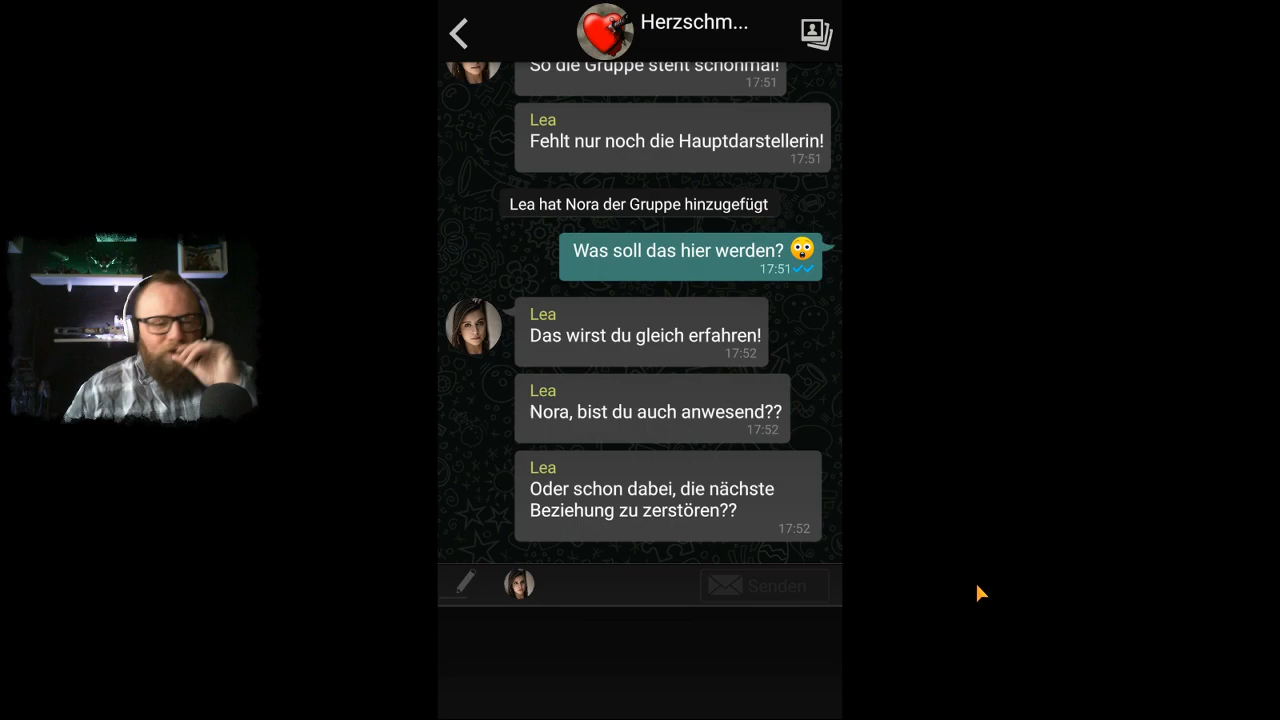 Herzschm...
So die Gruppe steht schonmal!
17:51
Lea
Fehlt nur noch die Hauptdarstellerin!
17:51
Lea hat Nora der Gruppe hinzugefügt
Was soll das hier werden? 😲
17:51
Lea
Das wirst du gleich erfahren!
17:52
Lea
Nora, bist du auch anwesend??
17:52
Lea
Oder schon dabei, die nächste
Beziehung zu zerstören??
17:52
Senden